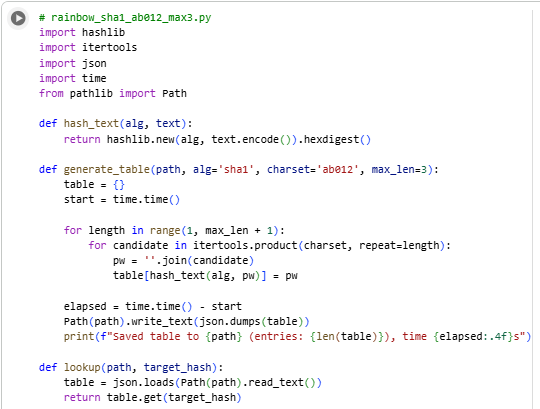 # rainbow_sha1_ab012_max3.py
import hashlib
import itertools
import json
import time
from pathlib import Path

def hash_text(alg, text):
    return hashlib.new(alg, text.encode()).hexdigest()

def generate_table(path, alg='sha1', charset='ab012', max_len=3):
    table = {}
    start = time.time()

    for length in range(1, max_len + 1):
        for candidate in itertools.product(charset, repeat=length):
            pw = ''.join(candidate)
            table[hash_text(alg, pw)] = pw

    elapsed = time.time() - start
    Path(path).write_text(json.dumps(table))
    print(f"Saved table to {path} (entries: {len(table)}), time {elapsed:.4f}s")

def lookup(path, target_hash):
    table = json.loads(Path(path).read_text())
    return table.get(target_hash)